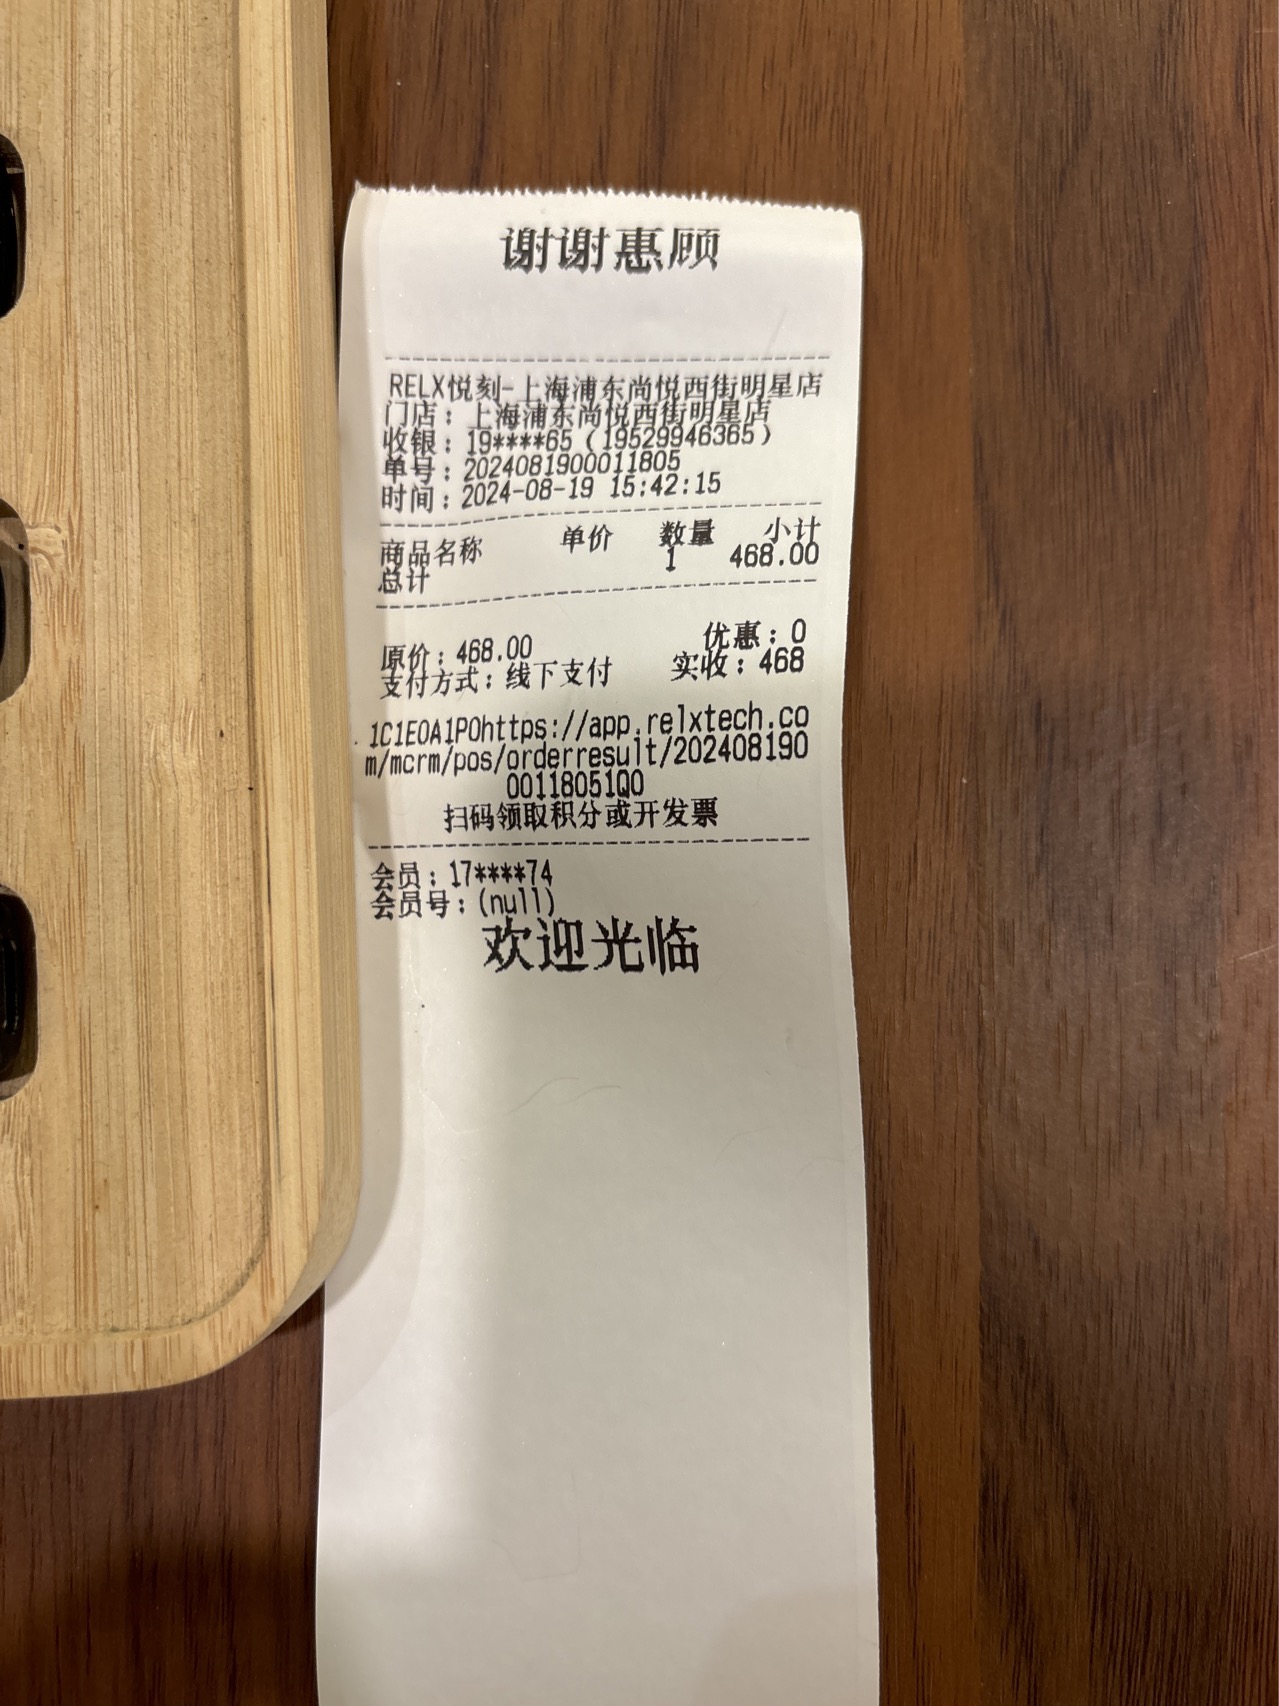 谢谢惠顾
RELX悦刻-上海浦东尚悦西街明星店
门店：上海浦东尚悦西街明星店
收银：19****65（19529946365）
单号：2024081900011805
时间：2024-08-19 15:42:15
商品名称 单价 数量 小计
1 468.00
总计
原价：468.00 优惠：0
支付方式：线下支付 实收：468
1C1E0A1P0https://app.relxtech.co
m/mcrm/pos/orderresult/202408190
00118051Q0
扫码领取积分或开发票
会员：17****74
会员号：(null)
欢迎光临